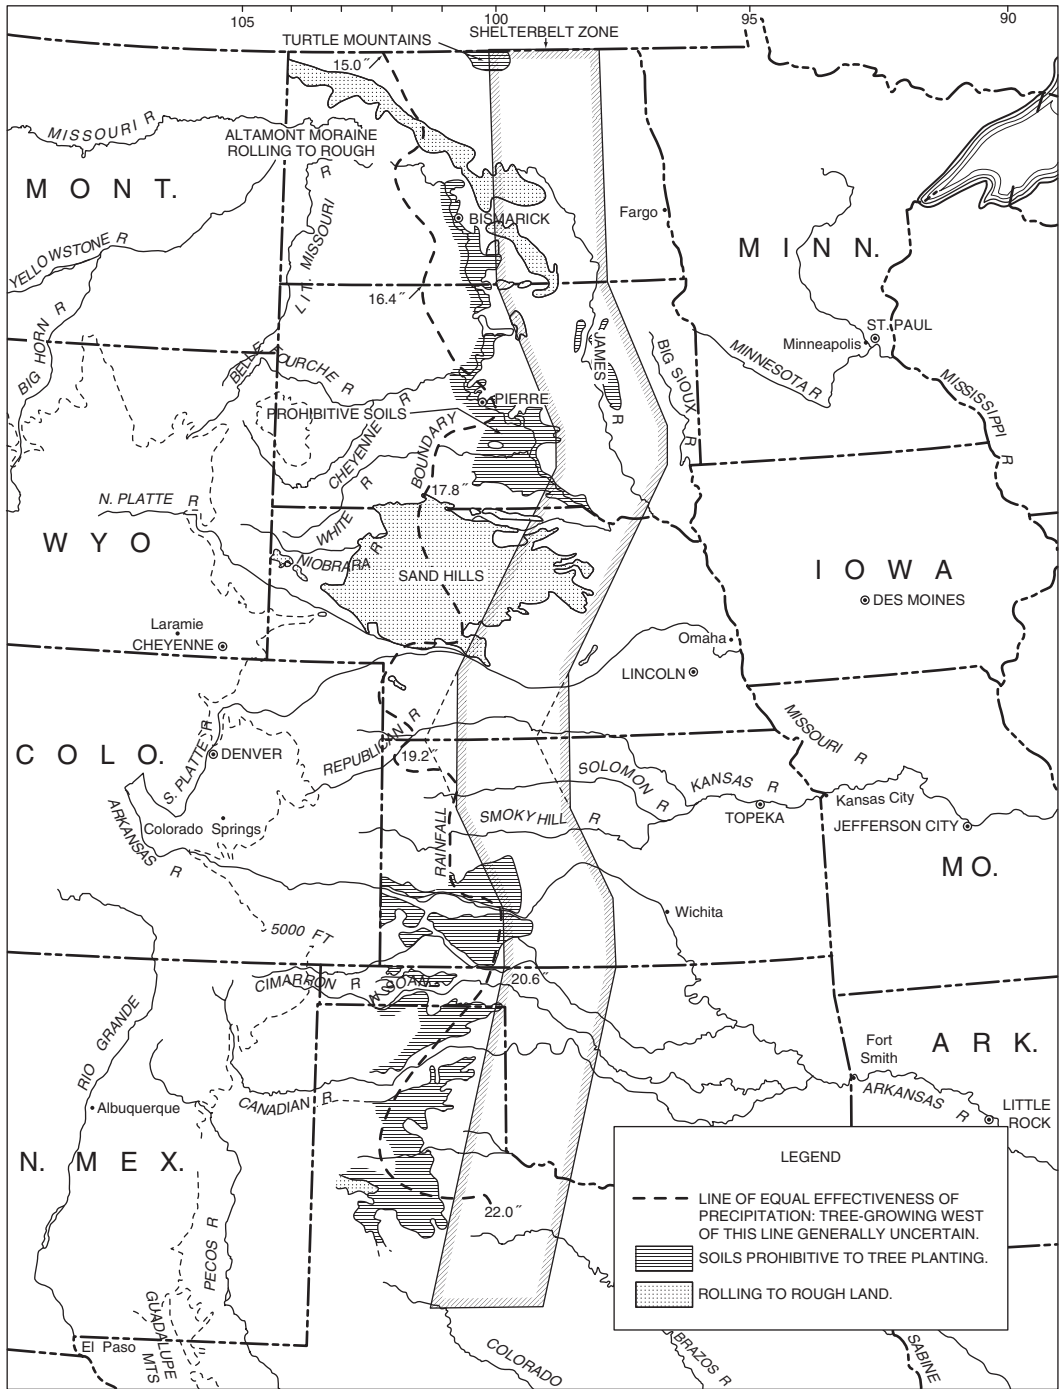 105
100
95
90
SHELTERBELT ZONE
TURTLE MOUNTAINS
15.0″
MISSOURI R
ALTAMONT MORAINE
ROLLING TO ROUGH
R
MONT.
BISMARICK
Fargo
MINN.
LIT. MISSOURI
YELLOWSTONE R
16.4″
BIG HORN R
ST. PAUL
Minneapolis
JAMES
R
BIG SIOUX R
MINNESOTA R
MISSISSIPPI R
BELLE FOURCHE R
PIERRE
PROHIBITIVE SOILS
CHEYENNE R
BOUNDARY
17.8″
N. PLATTE R
WHITE R
WYO
NIOBRARA R
SAND HILLS
IOWA
DES MOINES
Laramie
CHEYENNE
Omaha
LINCOLN
COLO.
S. PLATTE R
DENVER
REPUBLICAN R
19.2″
MISSOURI R
SOLOMON R
KANSAS R
Kansas City
TOPEKA
JEFFERSON CITY
ARKANSAS R
Colorado Springs
SMOKY HILL R
RAINFALL
MO.
Wichita
5000 FT
CIMARRON R
20.6″
RIO GRANDE
Fort
Smith
ARK.
ARKANSAS R
LITTLE
ROCK
Albuquerque
CANADIAN R
N. MEX.
22.0″
PECOS R
GUADALUPE
MTS
El Paso
COLORADO
BRAZOS R
SABINE
LEGEND
LINE OF EQUAL EFFECTIVENESS OF
PRECIPITATION: TREE-GROWING WEST
OF THIS LINE GENERALLY UNCERTAIN.
SOILS PROHIBITIVE TO TREE PLANTING.
ROLLING TO ROUGH LAND.